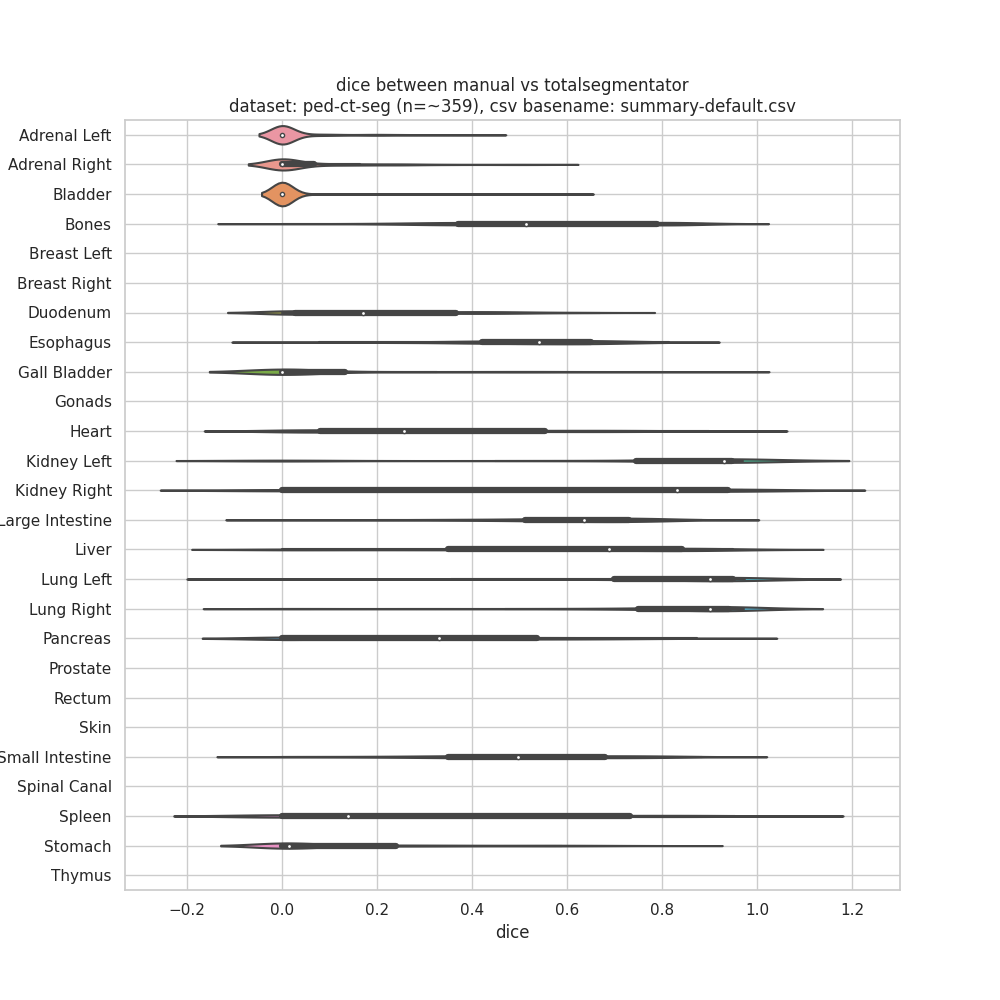 dice between manual vs totalsegmentator
dataset: ped-ct-seg (n=~359), csv basename: summary-default.csv
Adrenal Left
Adrenal Right
Bladder
Bones
Breast Left
Breast Right
Duodenum
Esophagus
Gall Bladder
Gonads
Heart
Kidney Left
Kidney Right
Large Intestine
Liver
Lung Left
Lung Right
Pancreas
Prostate
Rectum
Skin
Small Intestine
Spinal Canal
Spleen
Stomach
Thymus
−0.2 0.0 0.2 0.4 0.6 0.8 1.0 1.2
dice